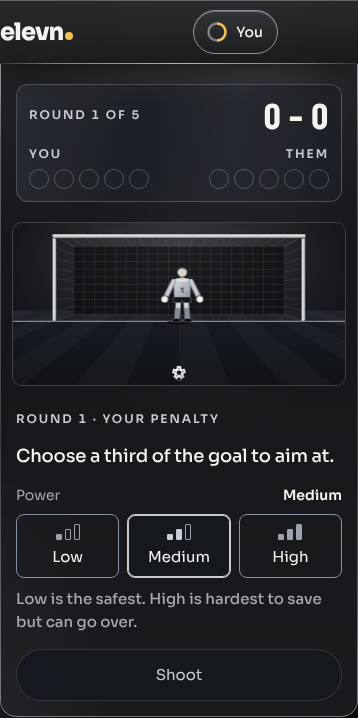 elevn.
You
ROUND 1 OF 5
0 - 0
YOU
THEM
1
ROUND 1 · YOUR PENALTY
Choose a third of the goal to aim at.
Power
Medium
Low
Medium
High
Low is the safest. High is hardest to save
but can go over.
Shoot